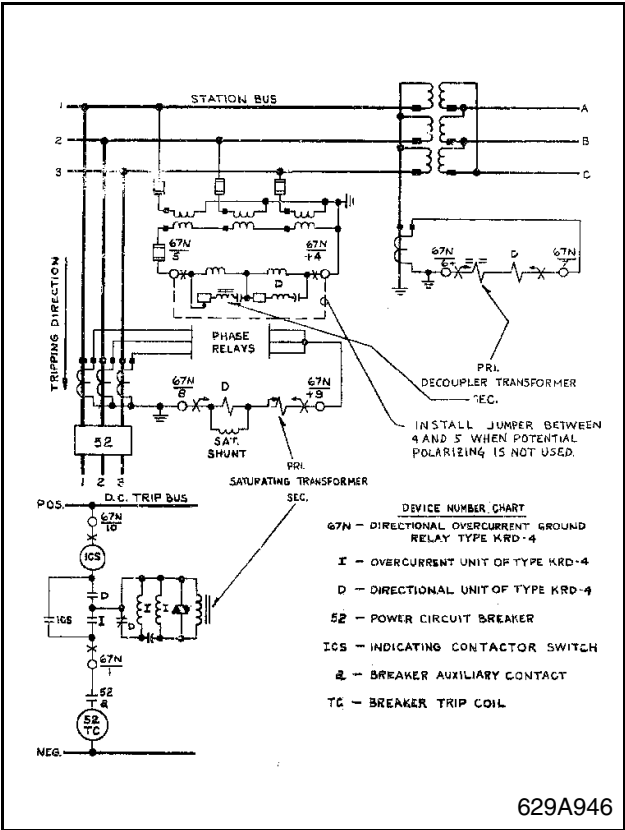 STATION BUS
1
2
3
A
B
C
67N
5
67N
+4
D
67N
6+
D
67N
TRIPPING DIRECTION
PHASE
RELAYS
PRI.
DECOUPLER TRANSFORMER
SEC.
67N
8
D
67N
+9
SAT.
SHUNT
INSTALL JUMPER BETWEEN
4 AND 5 WHEN POTENTIAL
POLARIZING IS NOT USED.
52
1 2 3
PRI.
SATURATING TRANSFORMER
SEC.
POS.
D.C. TRIP BUS
67N
10
ICS
ICS
D
I
D
I
I
67N
1
52
a
52
TC
NEG.
DEVICE NUMBER CHART
67N - DIRECTIONAL OVERCURRENT GROUND
RELAY TYPE KRD-4
I - OVERCURRENT UNIT OF TYPE KRD-4
D - DIRECTIONAL UNIT OF TYPE KRD-4
52 - POWER CIRCUIT BREAKER
ICS - INDICATING CONTACTOR SWITCH
a - BREAKER AUXILIARY CONTACT
TC - BREAKER TRIP COIL
629A946